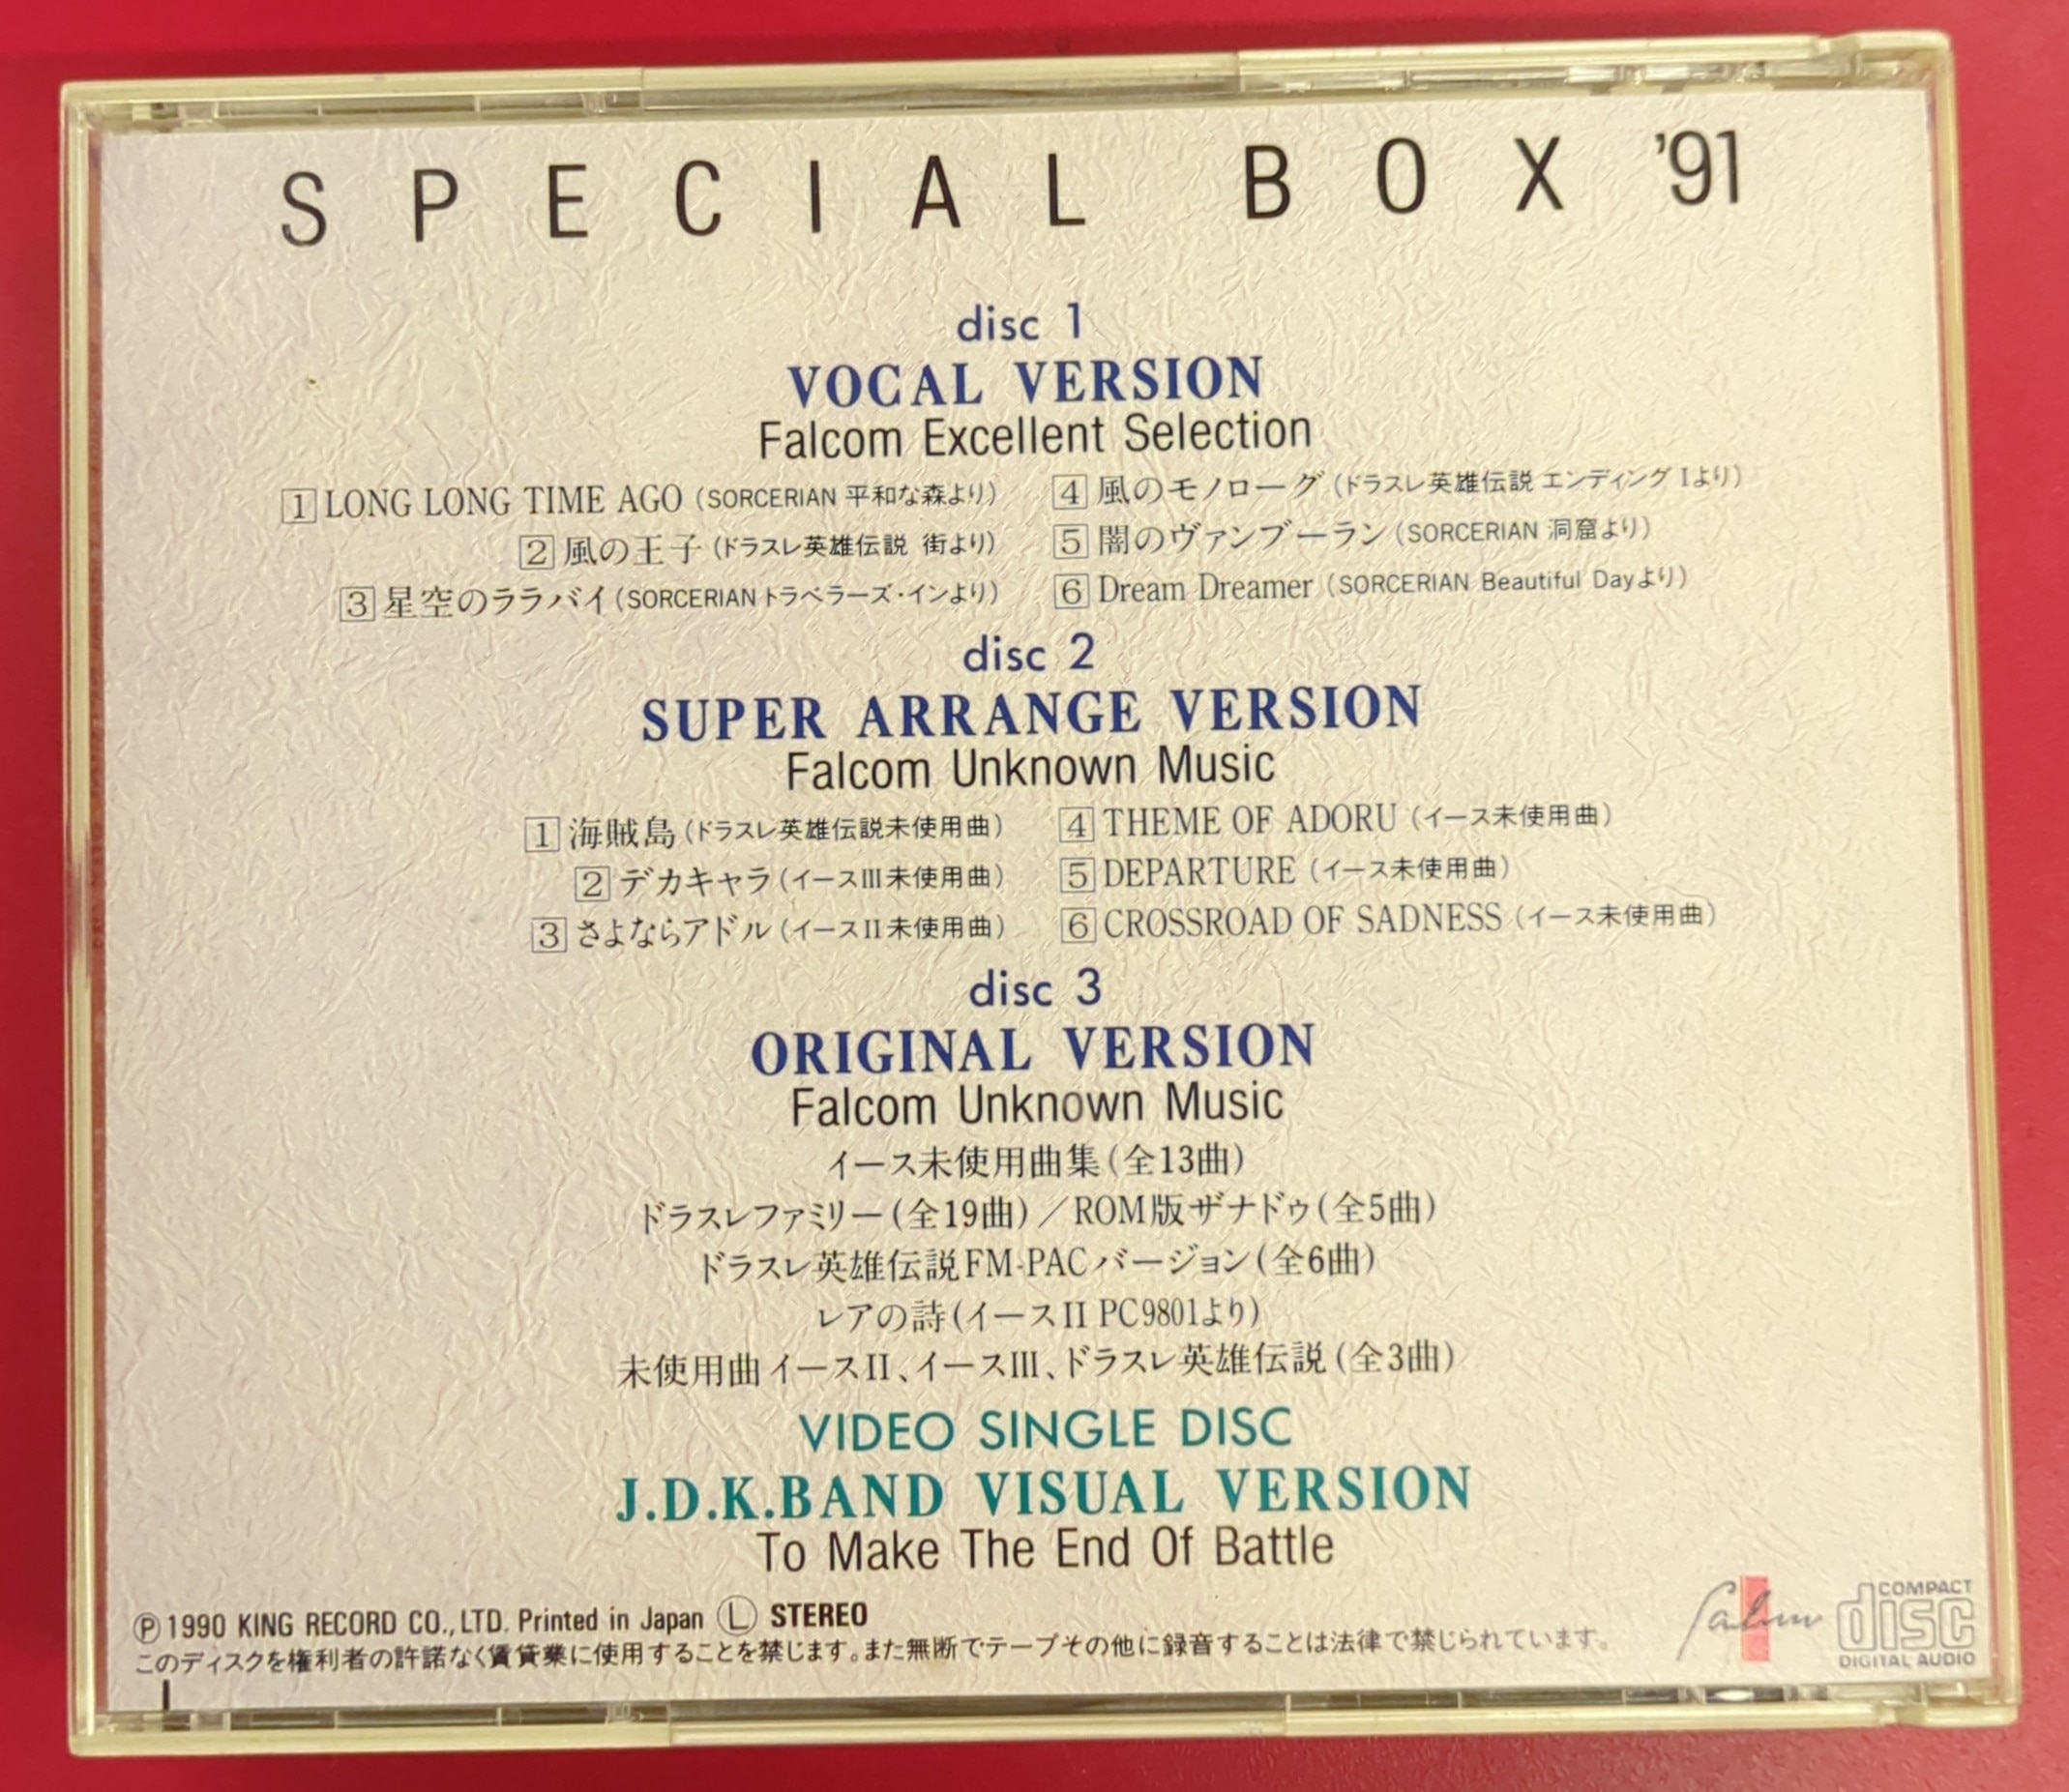 SPECIAL BOX '91
disc 1
VOCAL VERSION
Falcom Excellent Selection
1 LONG LONG TIME AGO (SORCERIAN 平和な森より)
2 風の王子 (ドラスレ英雄伝説 街より)
3 星空のララバイ (SORCERIAN トラベラーズ・インより)
4 風のモノローグ (ドラスレ英雄伝説 エンディング Iより)
5 闇のヴァンブーラン (SORCERIAN 洞窟より)
6 Dream Dreamer (SORCERIAN Beautiful Dayより)
disc 2
SUPER ARRANGE VERSION
Falcom Unknown Music
1 海賊島 (ドラスレ英雄伝説未使用曲)
2 デカキャラ (イースIII未使用曲)
3 さよならアドル (イースII未使用曲)
4 THEME OF ADORU (イース未使用曲)
5 DEPARTURE (イース未使用曲)
6 CROSSROAD OF SADNESS (イース未使用曲)
disc 3
ORIGINAL VERSION
Falcom Unknown Music
イース未使用曲集(全13曲)
ドラスレファミリー(全19曲)／ROM版ザナドゥ(全5曲)
ドラスレ英雄伝説FM-PACバージョン(全6曲)
レアの詩(イースII PC9801より)
未使用曲 イースII、イースIII、ドラスレ英雄伝説(全3曲)
VIDEO SINGLE DISC
J.D.K.BAND VISUAL VERSION
To Make The End Of Battle
Ⓟ1990 KING RECORD CO., LTD. Printed in Japan Ⓛ STEREO
このディスクを権利者の許諾なく賃貸業に使用することを禁じます。また無断でテープその他に録音することは法律で禁じられています。
Falcom
COMPACT
disc
DIGITAL AUDIO